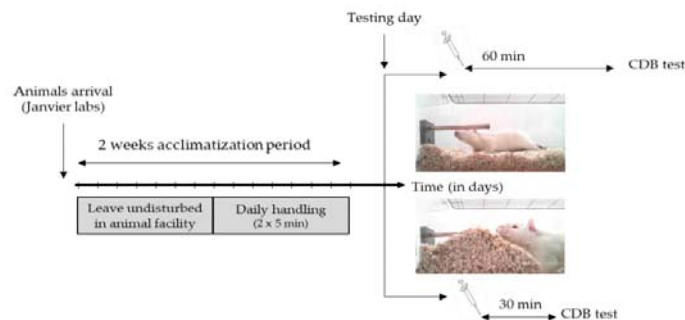 Testing day
60 min
CDB test
Animals arrival
(Janvier labs)
2 weeks acclimatization period
Time (in days)
Leave undisturbed
in animal facility
Daily handling
(2 x 5 min)
30 min
CDB test